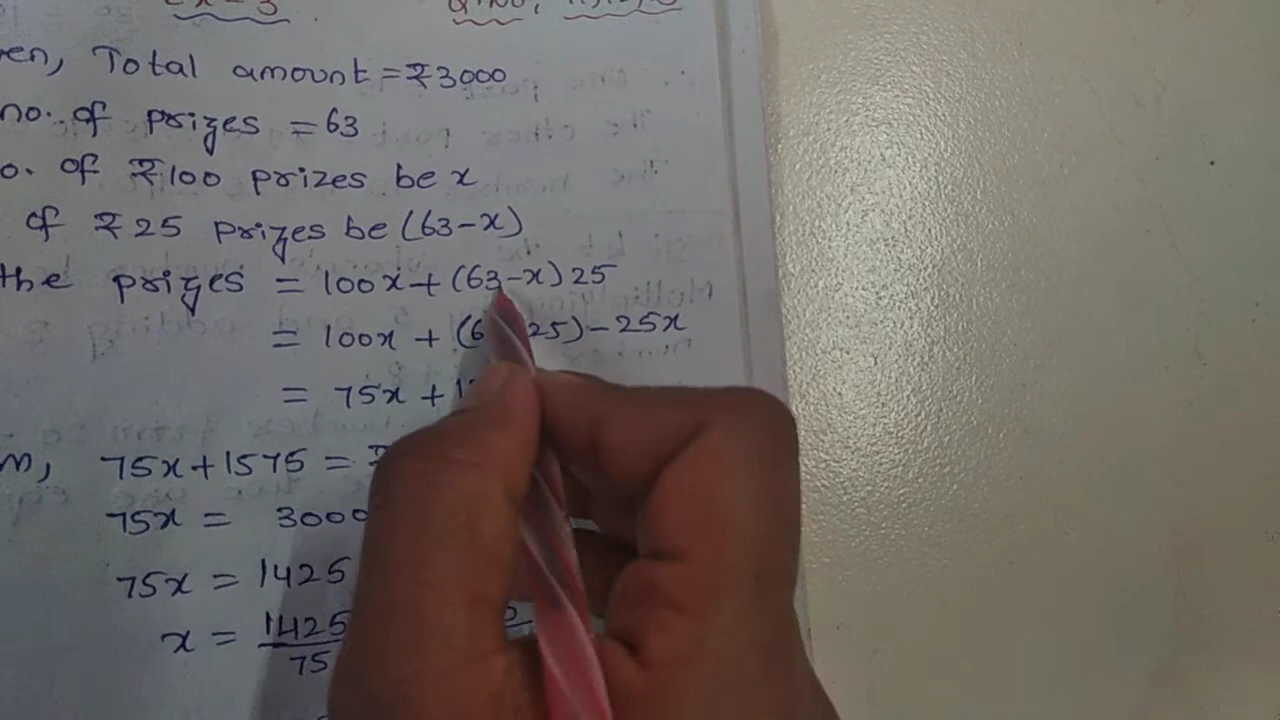 Total amount = ₹3000
no. of prizes = 63
of ₹100 prizes be x
of ₹25 prizes be (63-x)
the prizes = 100x + (63-x) 25
= 100x + (6 25) - 25x
= 75x + 1
75x + 1575 =
75x = 3000
75x = 1425
x = 1425
75